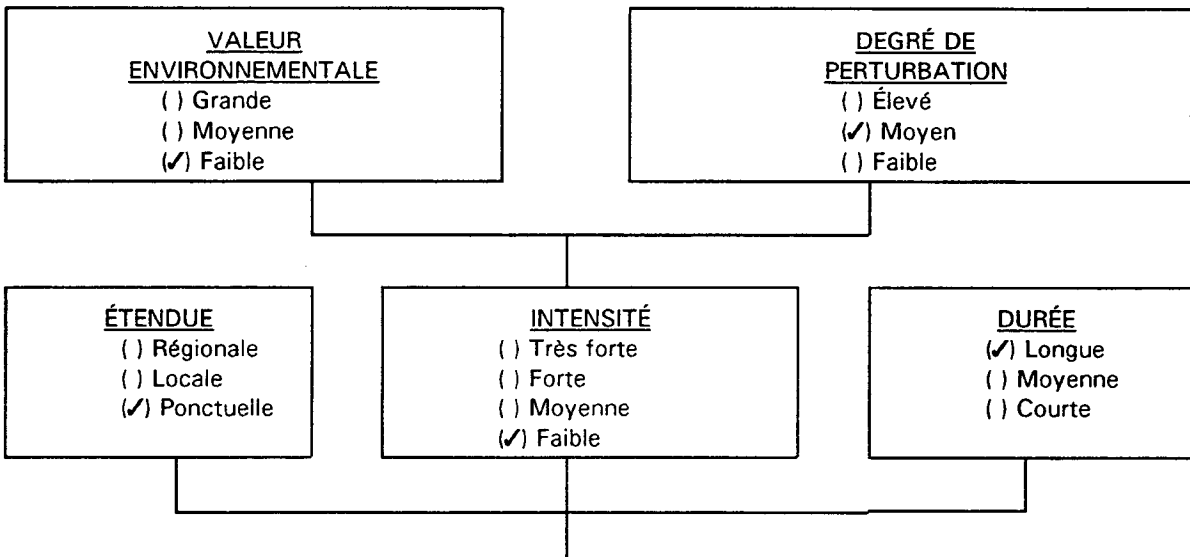 VALEUR
ENVIRONNEMENTALE
( ) Grande
( ) Moyenne
(✓) Faible
DEGRÉ DE
PERTURBATION
( ) Élevé
(✓) Moyen
( ) Faible
ÉTENDUE
( ) Régionale
( ) Locale
(✓) Ponctuelle
INTENSITÉ
( ) Très forte
( ) Forte
( ) Moyenne
(✓) Faible
DURÉE
(✓) Longue
( ) Moyenne
( ) Courte